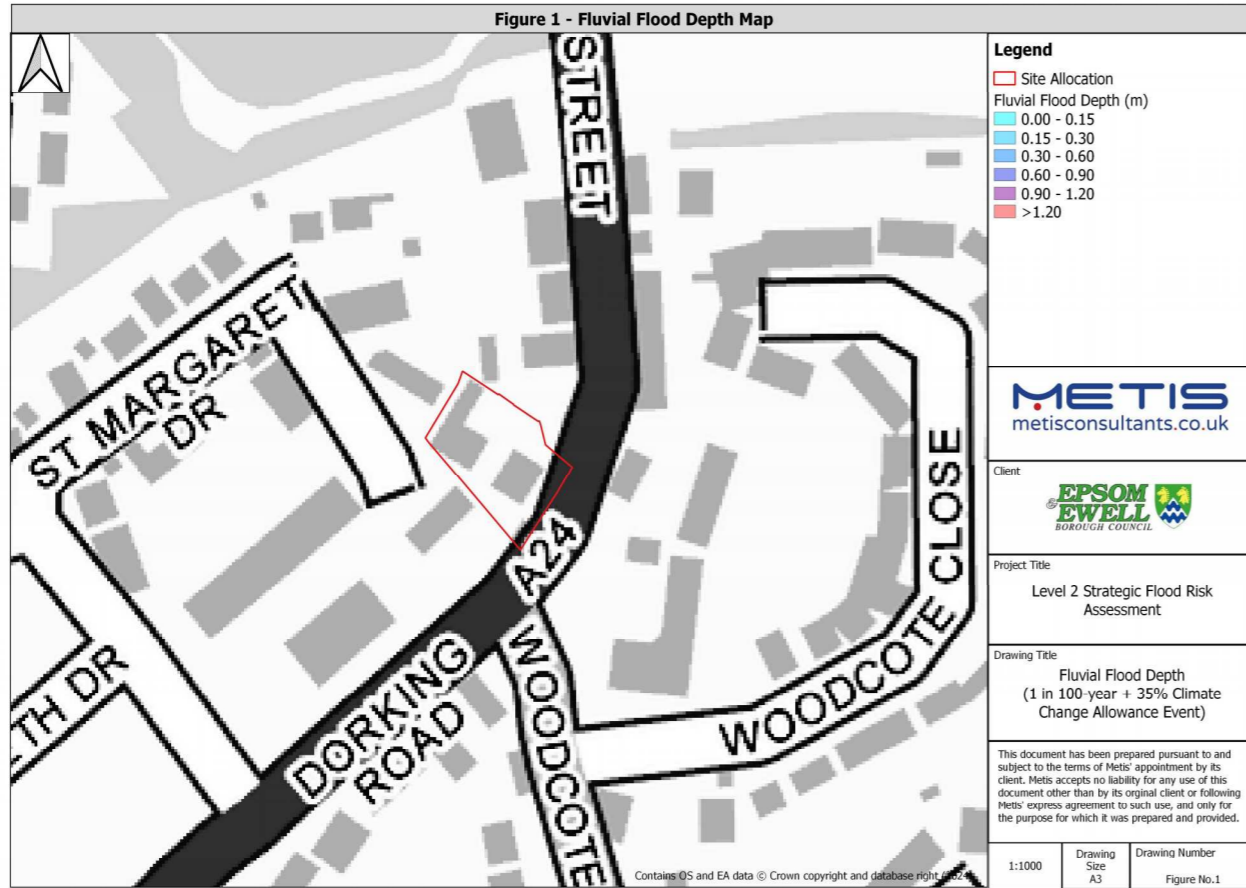 Figure 1 - Fluvial Flood Depth Map
STREET
ST MARGARET
DR
TH DR
DORKING
ROAD
A24
WOODCOTE
WOODCOTE CLOSE
Contains OS and EA data © Crown copyright and database right
Legend
Site Allocation
Fluvial Flood Depth (m)
0.00 - 0.15
0.15 - 0.30
0.30 - 0.60
0.60 - 0.90
0.90 - 1.20
>1.20
METIS
metisconsultants.co.uk
Client
EPSOM
& EWELL
BOROUGH COUNCIL
Project Title
Level 2 Strategic Flood Risk
Assessment
Drawing Title
Fluvial Flood Depth
(1 in 100-year + 35% Climate
Change Allowance Event)
This document has been prepared pursuant to and
subject to the terms of Metis' appointment by its
client. Metis accepts no liability for any use of this
document other than by its orginal client or following
Metis' express agreement to such use, and only for
the purpose for which it was prepared and provided.
1:1000
Drawing
Size
A3
Drawing Number
Figure No.1